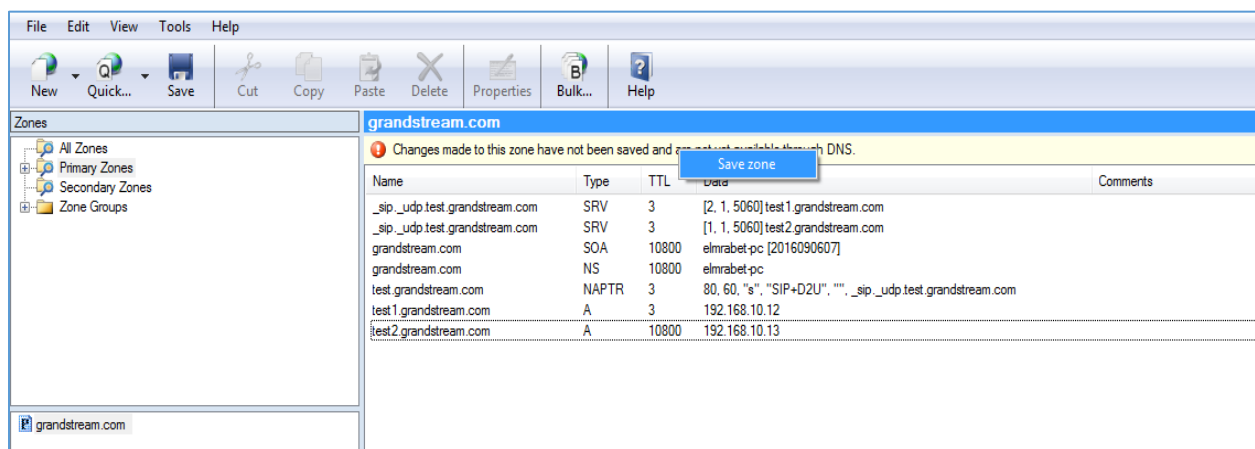 File Edit View Tools Help
New Quick... Save Cut Copy Paste Delete Properties Bulk... Help
Zones
All Zones
Primary Zones
Secondary Zones
Zone Groups
grandstream.com
grandstream.com
Changes made to this zone have not been saved and are not yet available through DNS.
Save zone
Name Type TTL Data Comments
_sip._udp.test.grandstream.com SRV 3 [2, 1, 5060] test1.grandstream.com
_sip._udp.test.grandstream.com SRV 3 [1, 1, 5060] test2.grandstream.com
grandstream.com SOA 10800 elmrabet-pc [2016090607]
grandstream.com NS 10800 elmrabet-pc
test.grandstream.com NAPTR 3 80, 60, "s", "SIP+D2U", "", _sip._udp.test.grandstream.com
test1.grandstream.com A 3 192.168.10.12
test2.grandstream.com A 10800 192.168.10.13